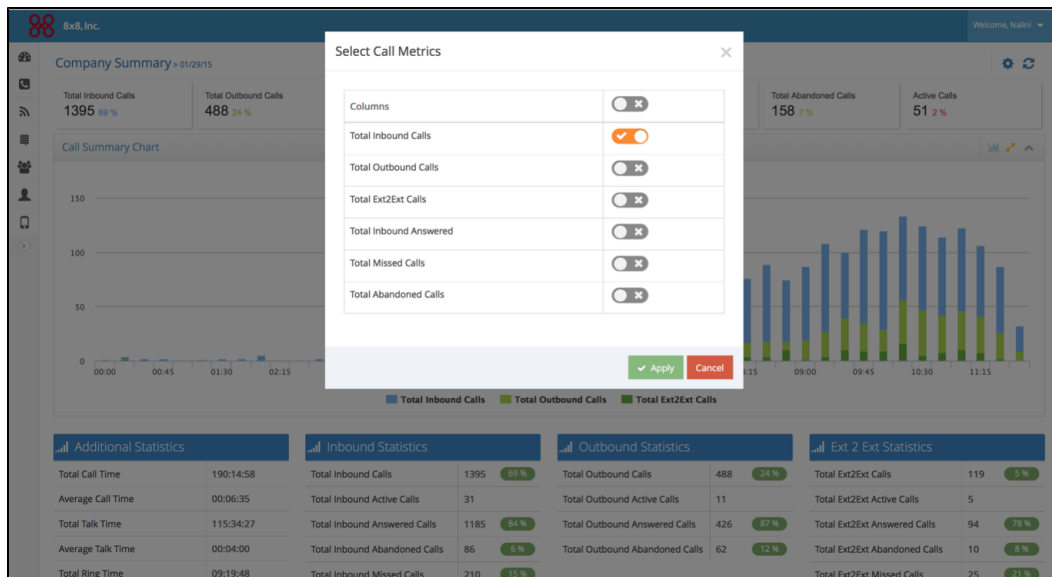 8x8, Inc.
Welcome, Nalini
Company Summary » 01/29/15
Total Inbound Calls
1395 69 %
Total Outbound Calls
488 24 %
Total Abandoned Calls
158 7 %
Active Calls
51 2 %
Call Summary Chart
Select Call Metrics
Columns
Total Inbound Calls
Total Outbound Calls
Total Ext2Ext Calls
Total Inbound Answered
Total Missed Calls
Total Abandoned Calls
Apply
Cancel
150
100
50
0
00:00 00:45 01:30 02:15 09:00 09:45 10:30 11:15
Total Inbound Calls Total Outbound Calls Total Ext2Ext Calls
Additional Statistics
Total Call Time 190:14:58
Average Call Time 00:06:35
Total Talk Time 115:34:27
Average Talk Time 00:04:00
Total Ring Time 09:19:48
Inbound Statistics
Total Inbound Calls 1395 69 %
Total Inbound Active Calls 31
Total Inbound Answered Calls 1185 84 %
Total Inbound Abandoned Calls 86 6 %
Total Inbound Missed Calls 210 15 %
Outbound Statistics
Total Outbound Calls 488 24 %
Total Outbound Active Calls 11
Total Outbound Answered Calls 426 87 %
Total Outbound Abandoned Calls 62 12 %
Ext 2 Ext Statistics
Total Ext2Ext Calls 119 5 %
Total Ext2Ext Active Calls 5
Total Ext2Ext Answered Calls 94 78 %
Total Ext2Ext Abandoned Calls 10 8 %
Total Ext2Ext Missed Calls 25 21 %